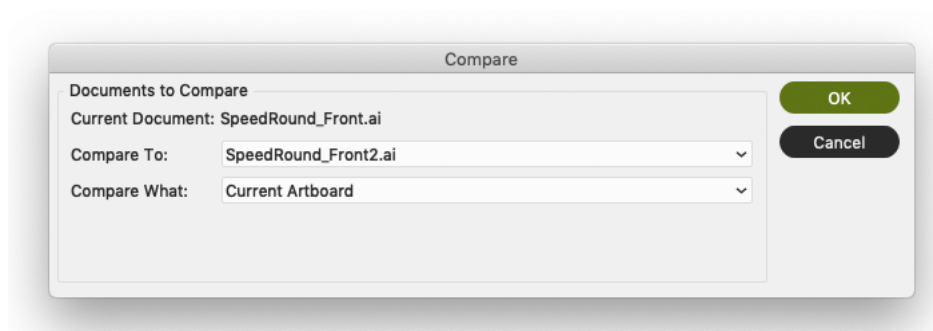 Compare
Documents to Compare
Current Document: SpeedRound_Front.ai
Compare To: SpeedRound_Front2.ai
Compare What: Current Artboard
OK
Cancel